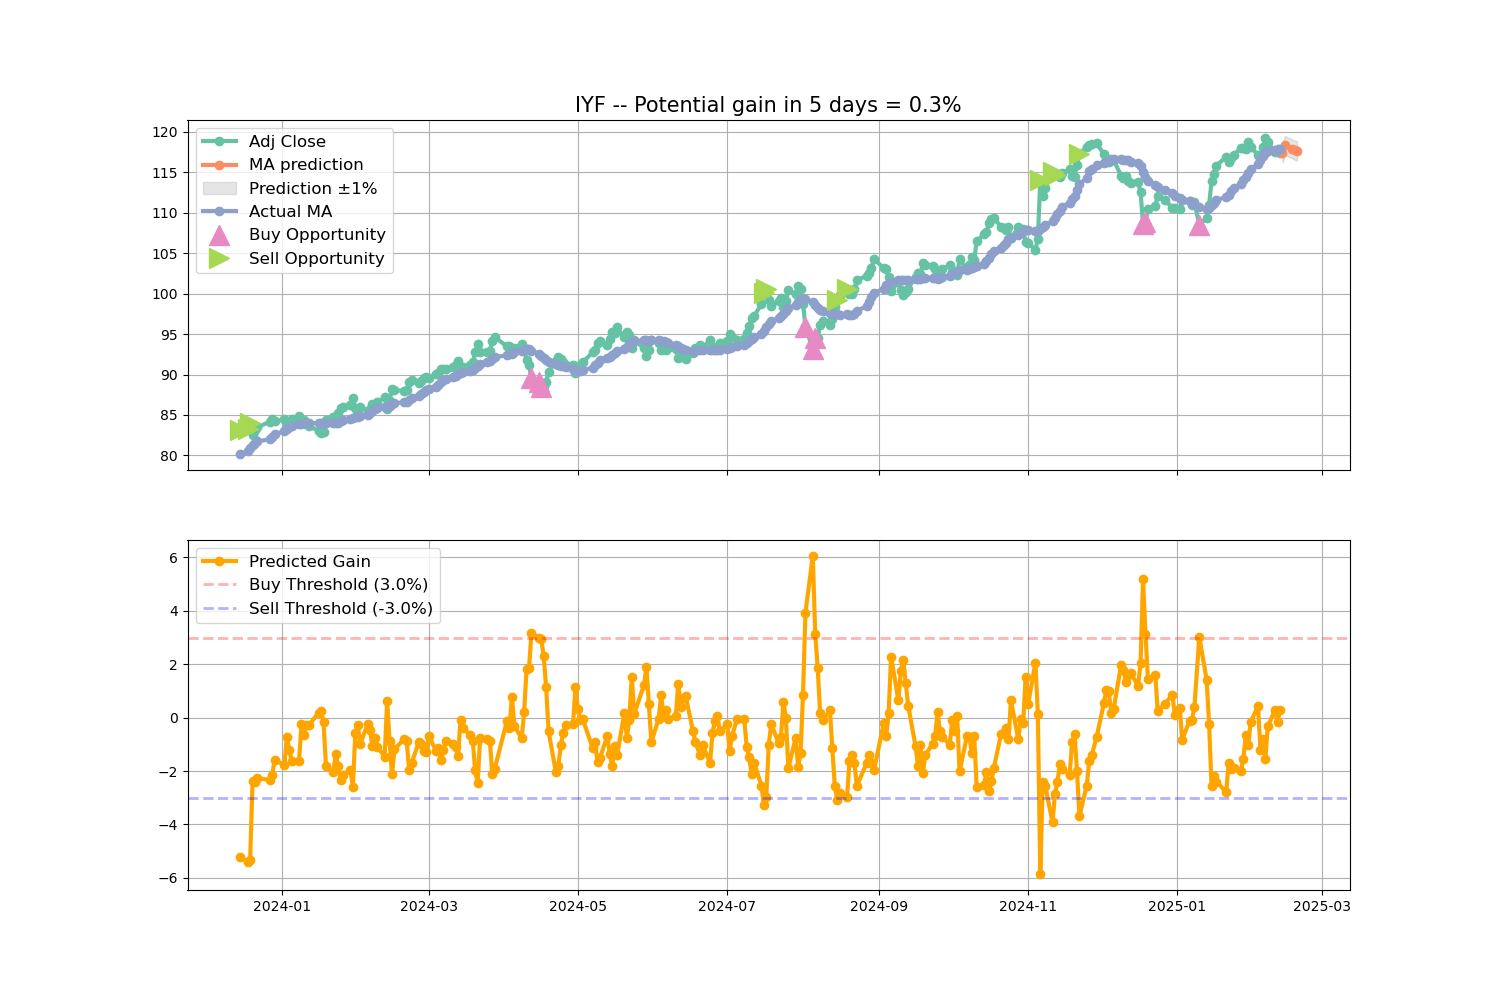 IYF -- Potential gain in 5 days = 0.3%
120
115
110
105
100
95
90
85
80
Adj Close
MA prediction
Prediction ±1%
Actual MA
Buy Opportunity
Sell Opportunity
6
4
2
0
−2
−4
−6
Predicted Gain
Buy Threshold (3.0%)
Sell Threshold (-3.0%)
2024-01 2024-03 2024-05 2024-07 2024-09 2024-11 2025-01 2025-03